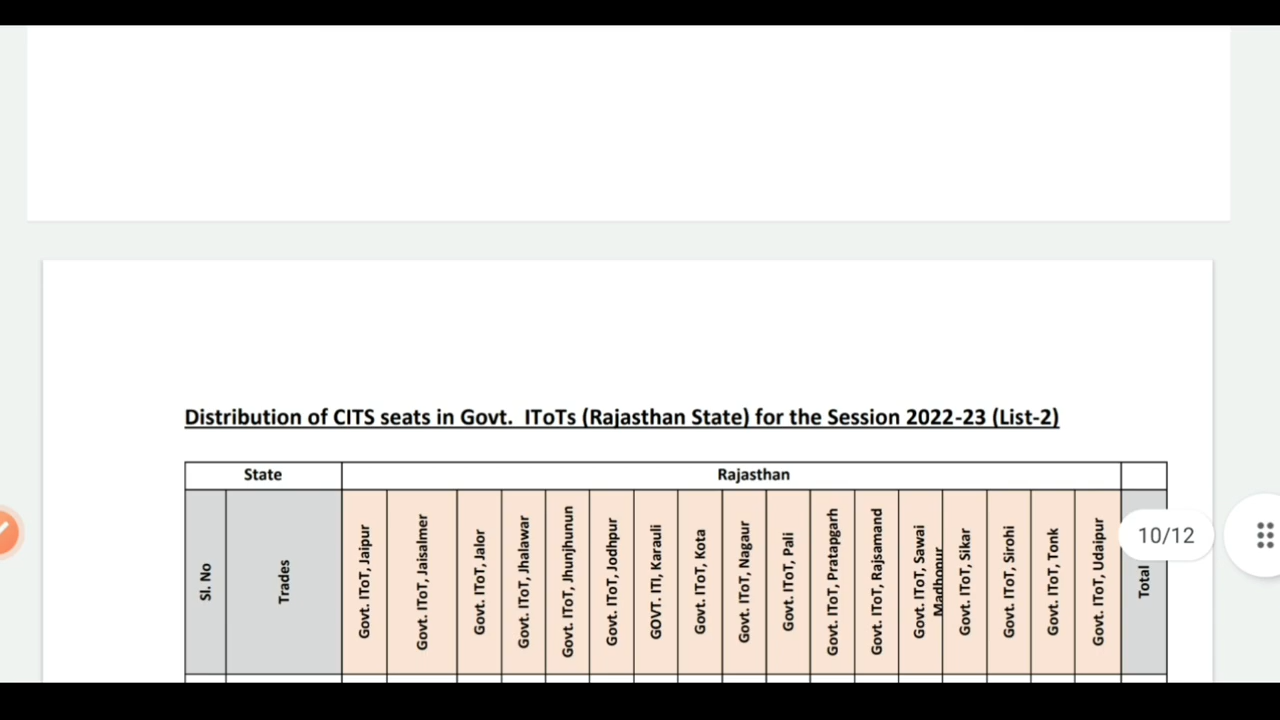 Distribution of CITS seats in Govt. IToTs (Rajasthan State) for the Session 2022-23 (List-2)
State
Rajasthan
Sl. No
Trades
Govt. IToT, Jaipur
Govt. IToT, Jaisalmer
Govt. IToT, Jalor
Govt. IToT, Jhalawar
Govt. IToT, Jhunjhunun
Govt. IToT, Jodhpur
GOVT. ITI, Karauli
Govt. IToT, Kota
Govt. IToT, Nagaur
Govt. IToT, Pali
Govt. IToT, Pratapgarh
Govt. IToT, Rajsamand
Govt. IToT, Sawai
Madhopur
Govt. IToT, Sikar
Govt. IToT, Sirohi
Govt. IToT, Tonk
Govt. IToT, Udaipur
Total
10/12